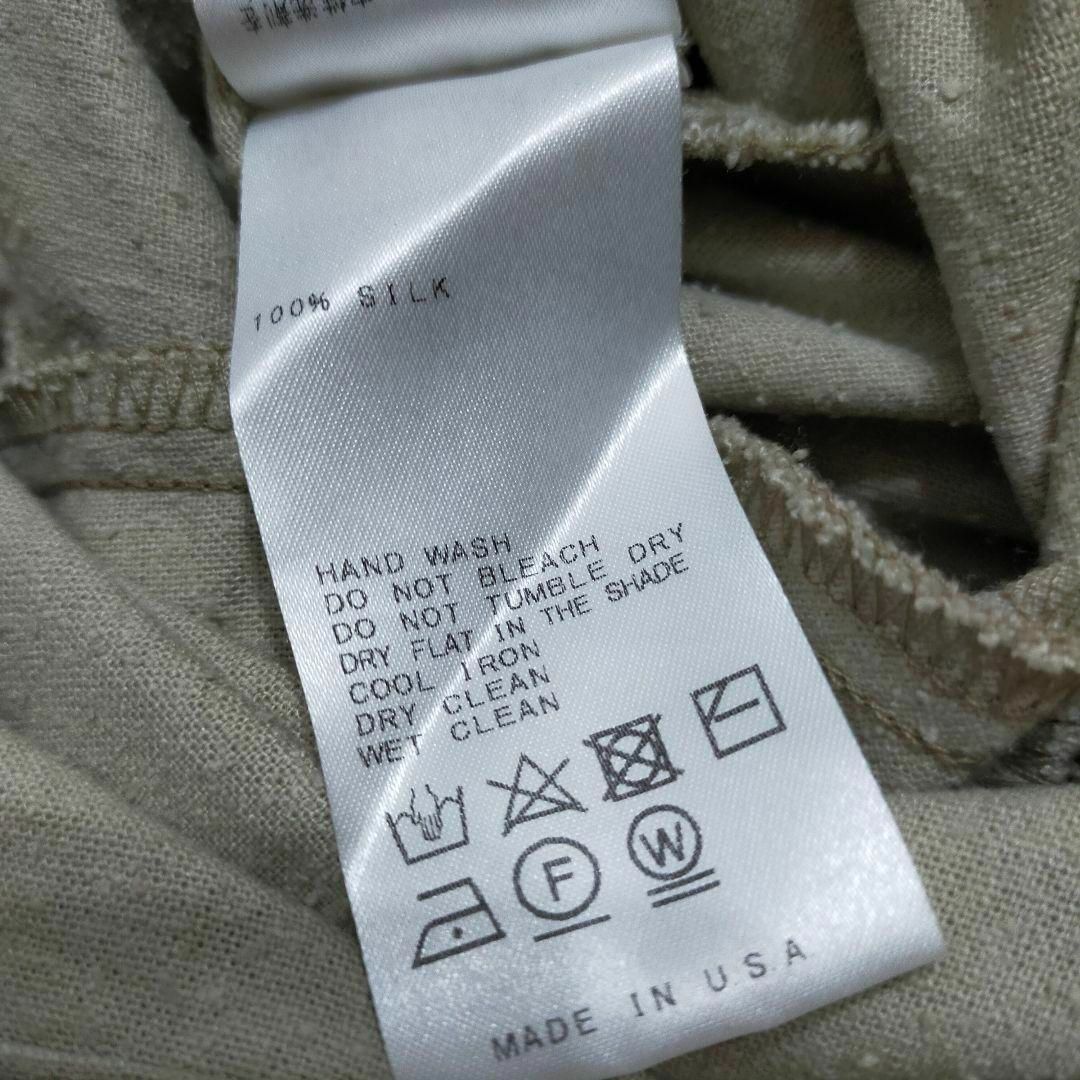 100% SILK
HAND WASH
DO NOT BLEACH
DO NOT TUMBLE DRY
DRY FLAT IN THE SHADE
COOL IRON
DRY CLEAN
WET CLEAN
F
W
MADE IN U.S.A